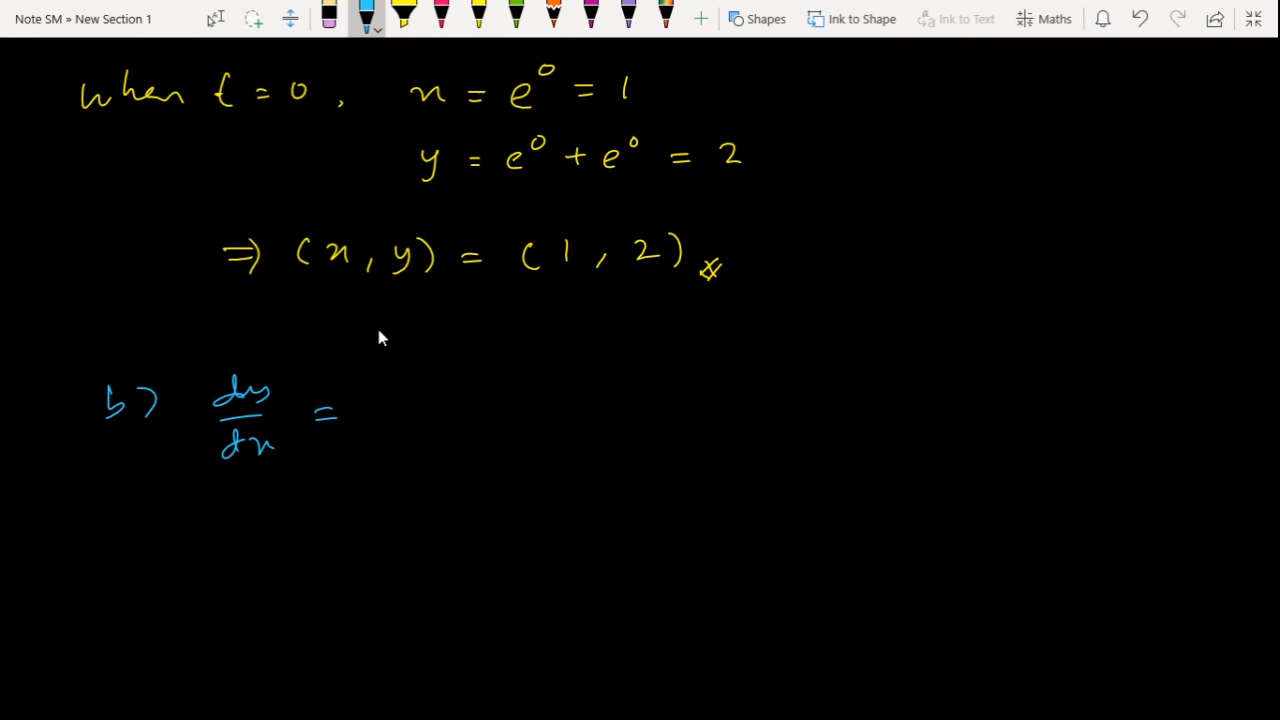 Note SM » New Section 1 Shapes Ink to Shape Ink to Text Maths
when t = 0 , x = e⁰ = 1
y = e⁰ + e⁰ = 2
⇒ (x, y) = (1, 2)
b> dy/dx =